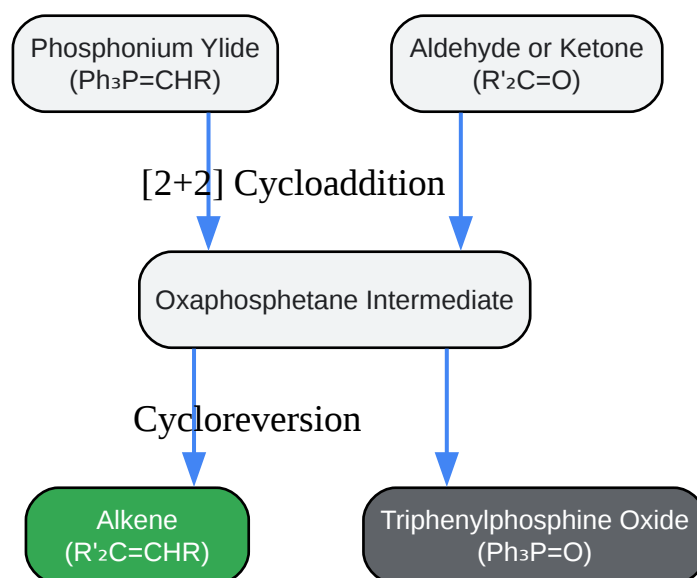 Phosphonium Ylide
(Ph₃P=CHR)
Aldehyde or Ketone
(R'₂C=O)
[2+2] Cycloaddition
Oxaphosphetane Intermediate
Cycloreversion
Alkene
(R'₂C=CHR)
Triphenylphosphine Oxide
(Ph₃P=O)